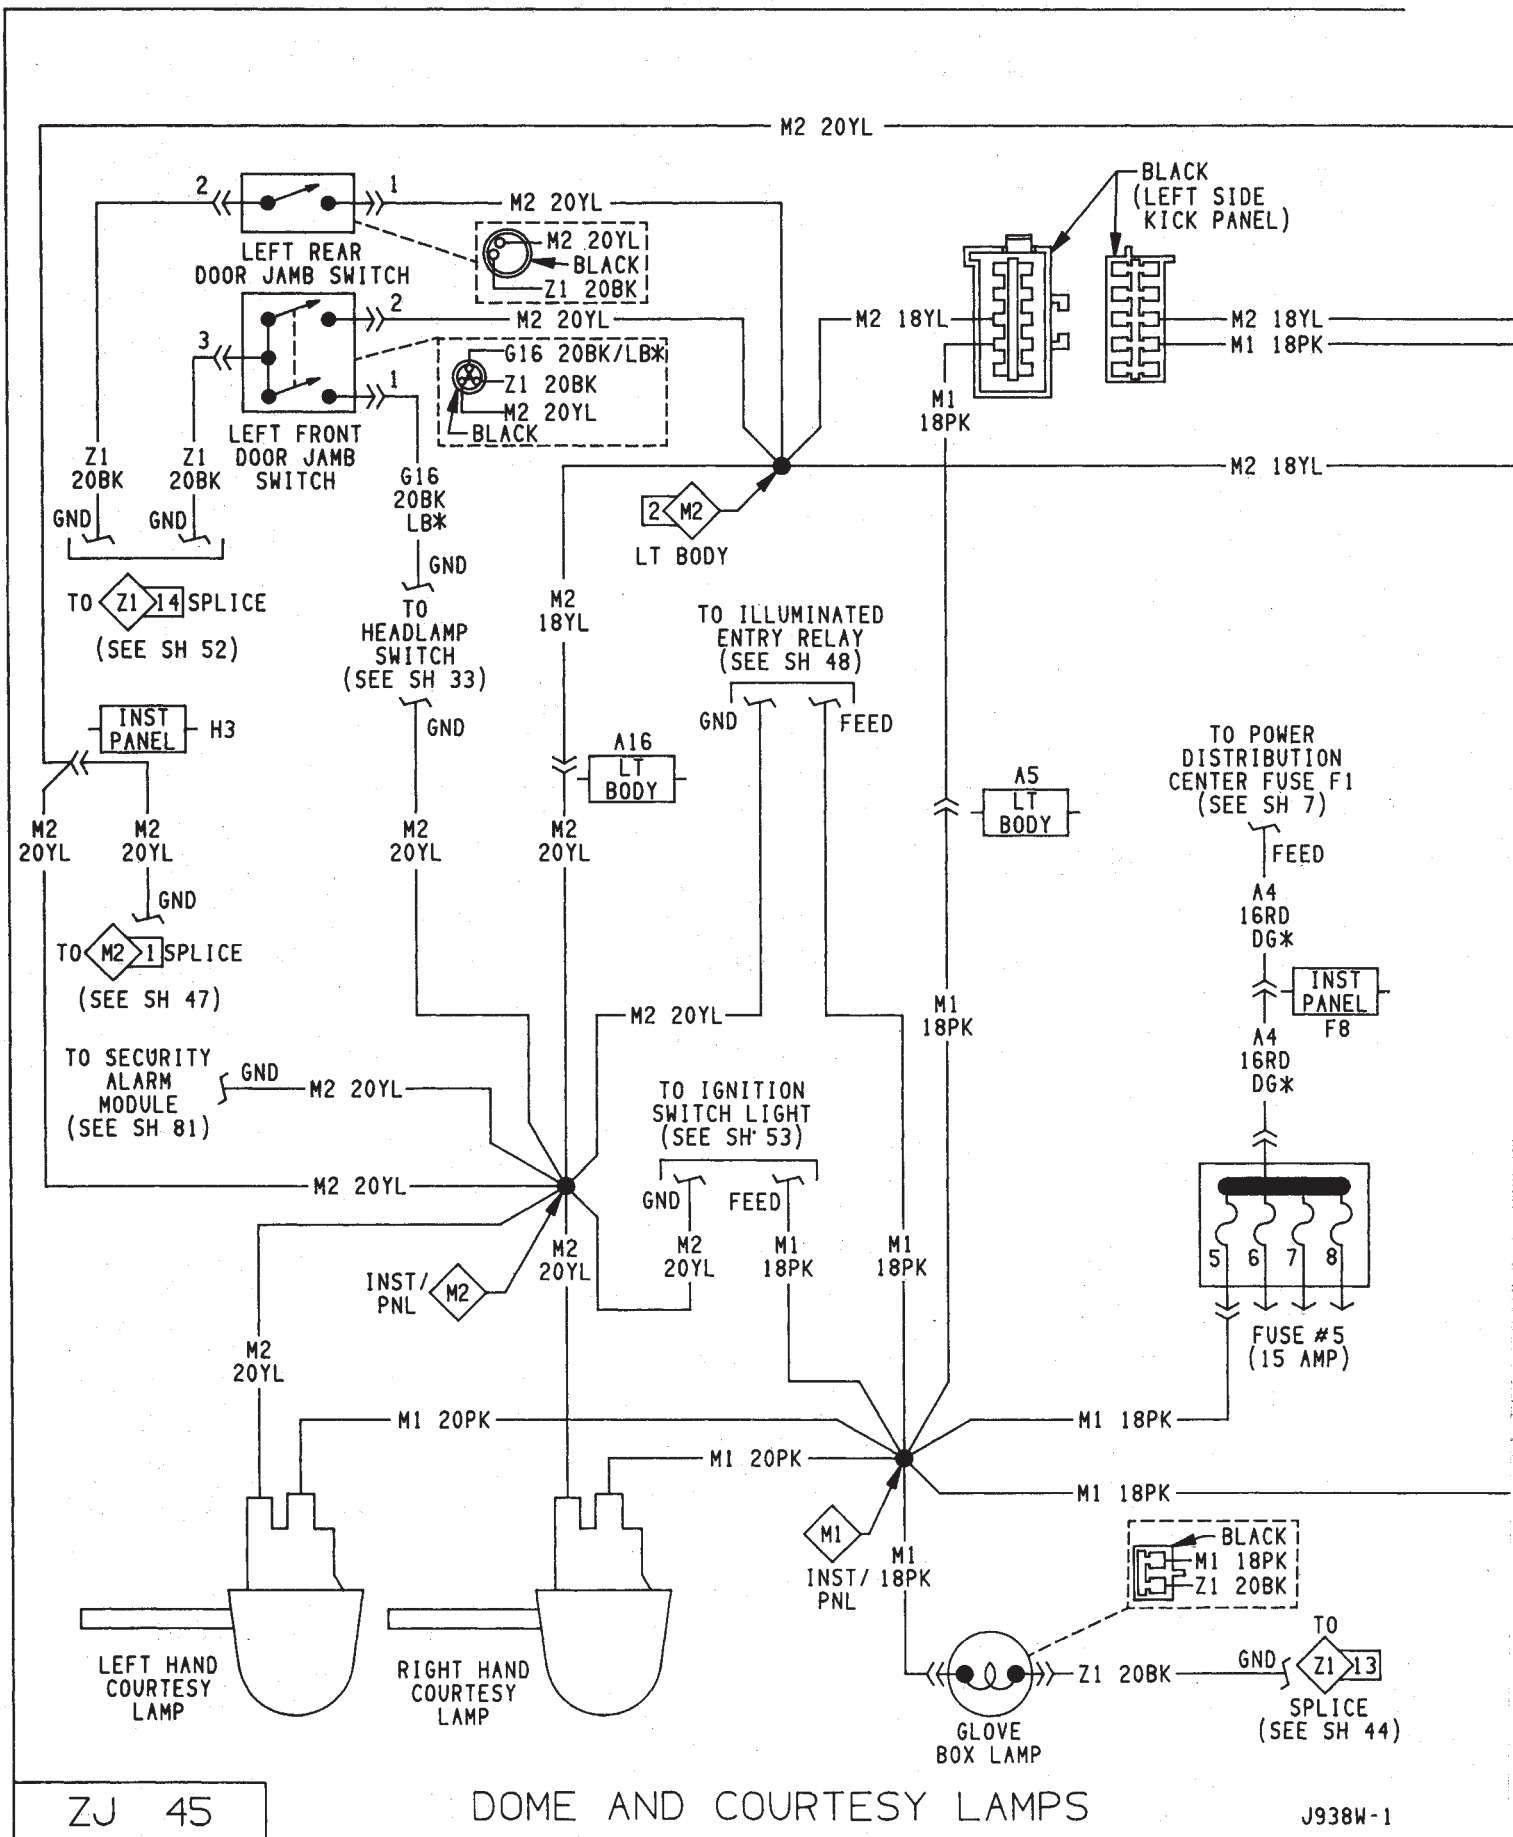 M2 20YL
BLACK
(LEFT SIDE
KICK PANEL)
2
1
M2 20YL
LEFT REAR
DOOR JAMB SWITCH
M2 20YL
BLACK
Z1 20BK
2
M2 20YL
3
1
LEFT FRONT
DOOR JAMB
SWITCH
G16 20BK/LB*
Z1 20BK
M2 20YL
BLACK
M2 18YL
M2 18YL
M1 18PK
M1
18PK
M2 18YL
Z1
20BK
Z1
20BK
G16
20BK
LB*
GND
GND
GND
2 M2
LT BODY
TO Z1 14 SPLICE
(SEE SH 52)
TO
HEADLAMP
SWITCH
(SEE SH 33)
GND
M2
18YL
TO ILLUMINATED
ENTRY RELAY
(SEE SH 48)
GND
FEED
INST
PANEL
H3
A16
LT
BODY
A5
LT
BODY
TO POWER
DISTRIBUTION
CENTER FUSE F1
(SEE SH 7)
FEED
M2
20YL
M2
20YL
M2
20YL
M2
20YL
GND
TO M2 1 SPLICE
(SEE SH 47)
A4
16RD
DG*
INST
PANEL
F8
A4
16RD
DG*
M2 20YL
M1
18PK
TO SECURITY
ALARM
MODULE
(SEE SH 81)
GND
M2 20YL
TO IGNITION
SWITCH LIGHT
(SEE SH 53)
GND
FEED
M2 20YL
INST/
PNL
M2
M2
20YL
M2
20YL
M1
18PK
M1
18PK
5
6
7
8
FUSE #5
(15 AMP)
M2
20YL
M1 20PK
M1 18PK
M1 20PK
M1 18PK
M1
INST/
PNL
M1
18PK
BLACK
M1 18PK
Z1 20BK
LEFT HAND
COURTESY
LAMP
RIGHT HAND
COURTESY
LAMP
GLOVE
BOX LAMP
Z1 20BK
GND
TO
Z1 13
SPLICE
(SEE SH 44)
ZJ 45
DOME AND COURTESY LAMPS
J938W-1